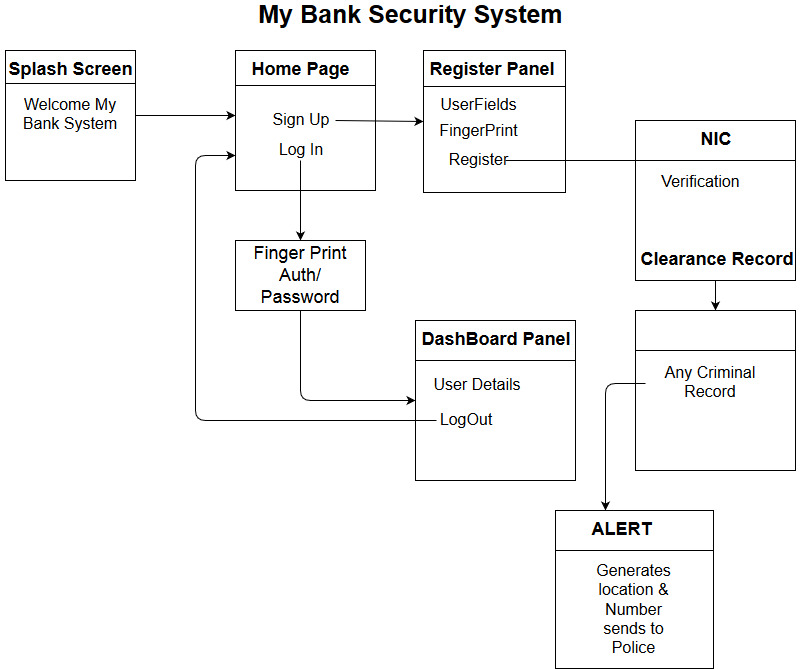 My Bank Security System
Splash Screen
Welcome My
Bank System
Home Page
Sign Up
Log In
Register Panel
UserFields
FingerPrint
Register
NIC
Verification
Clearance Record
Finger Print
Auth/
Password
DashBoard Panel
User Details
LogOut
Any Criminal
Record
ALERT
Generates
location &
Number
sends to
Police